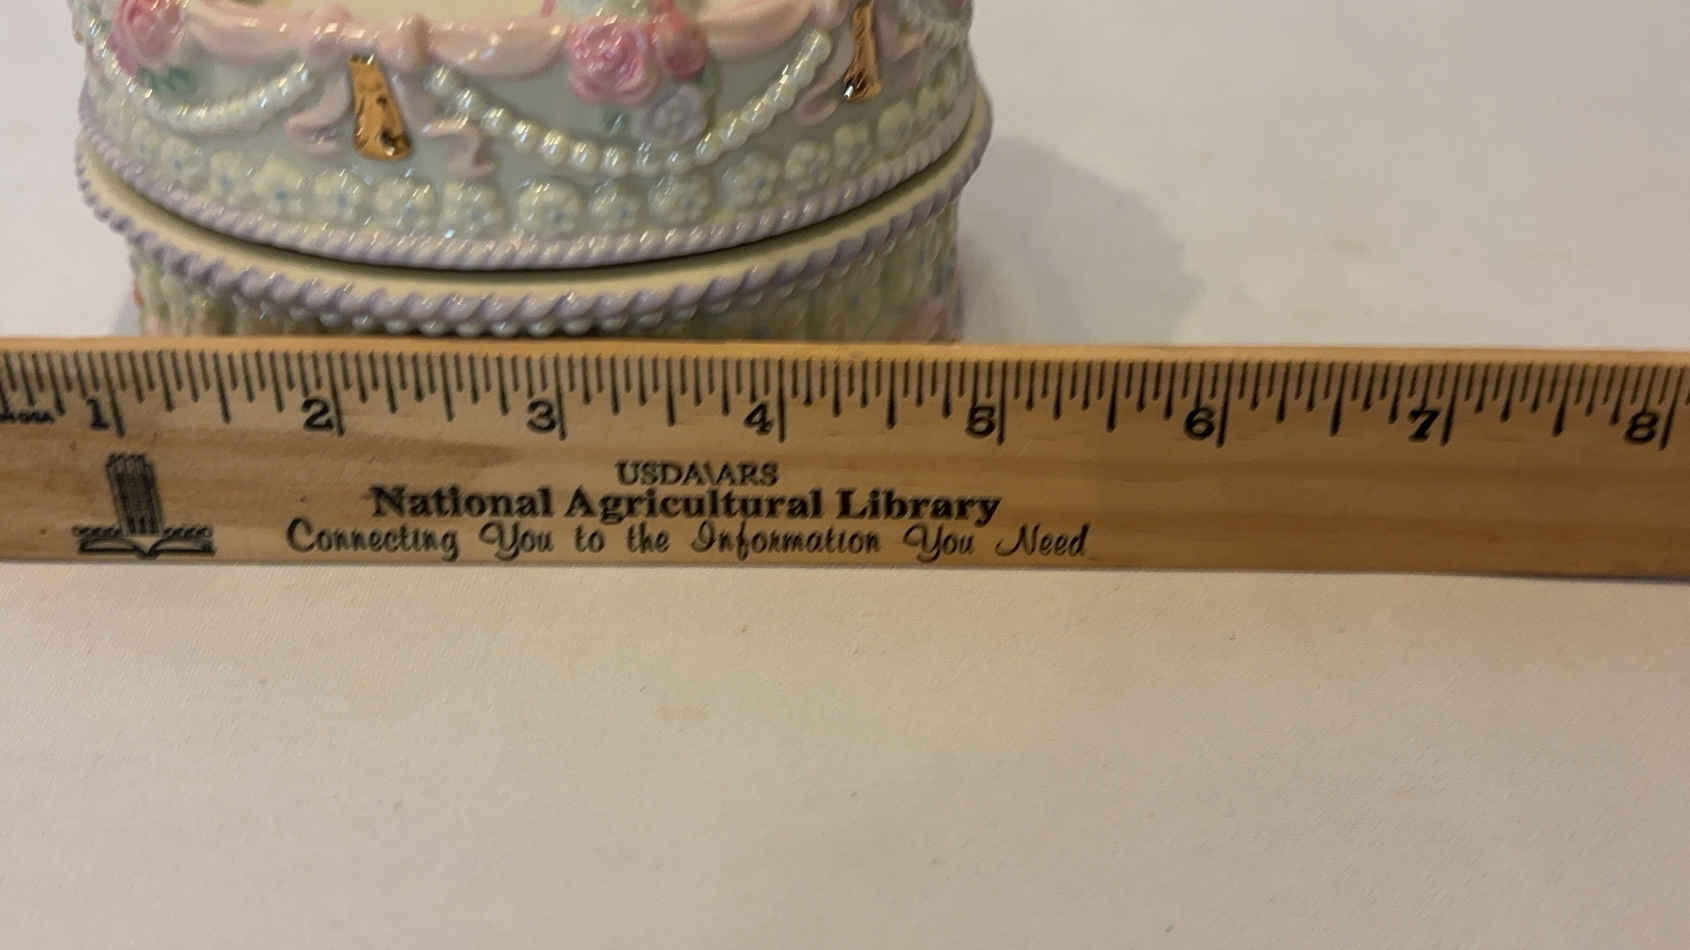 1 2 3 4 5 6 7 8
USDA\ARS
National Agricultural Library
Connecting You to the Information You Need